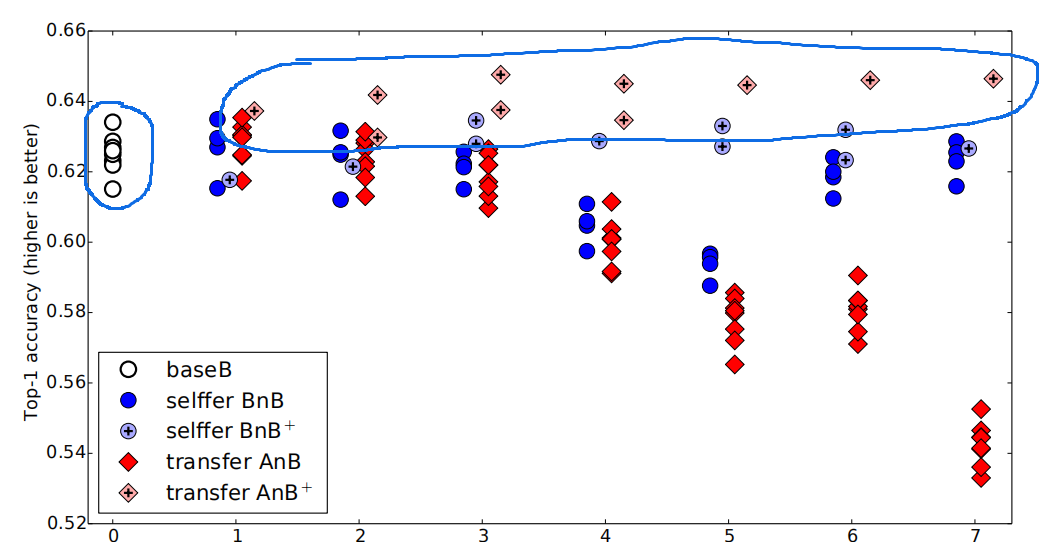 0.66
0.64
0.62
0.60
0.58
0.56
0.54
0.52
Top-1 accuracy (higher is better)
baseB
selffer BnB
selffer BnB+
transfer AnB
transfer AnB+
0 1 2 3 4 5 6 7